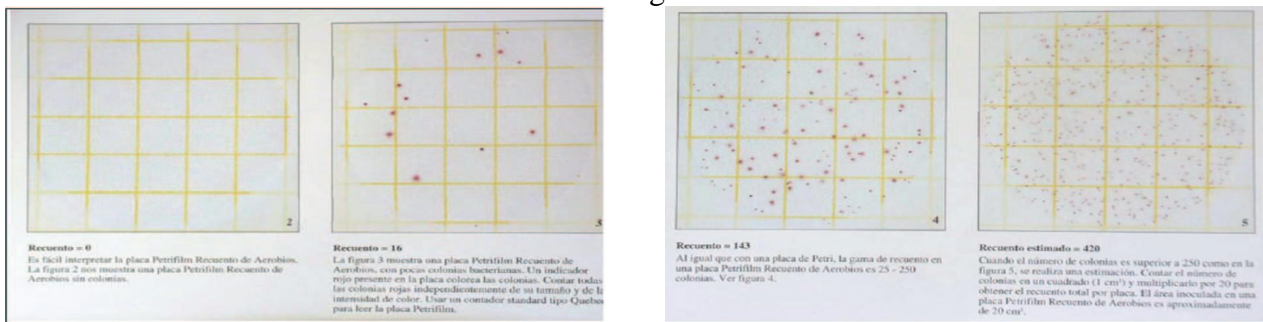 2
Recuento = 0
Es fácil interpretar la placa Petrifilm Recuento de Aerobios.
La figura 2 nos muestra una placa Petrifilm Recuento de
Aerobios sin colonias.
3
Recuento = 16
La figura 3 muestra una placa Petrifilm Recuento de
Aerobios, con pocas colonias bacterianas. Un indicador
rojo presente en la placa colorea las colonias. Contar todas
las colonias rojas independientemente de su tamaño y de la
intensidad de color. Usar un contador standard tipo Quebec
para leer la placa Petrifilm.
4
Recuento = 143
Al igual que con una placa de Petri, la gama de recuento en
una placa Petrifilm Recuento de Aerobios es 25 - 250
colonias. Ver figura 4.
5
Recuento estimado = 420
Cuando el número de colonias es superior a 250 como en la
figura 5, se realiza una estimación. Contar el número de
colonias en un cuadrado (1 cm²) y multiplicarlo por 20 para
obtener el recuento total por placa. El área inoculada en una
placa Petrifilm Recuento de Aerobios es aproximadamente
de 20 cm².